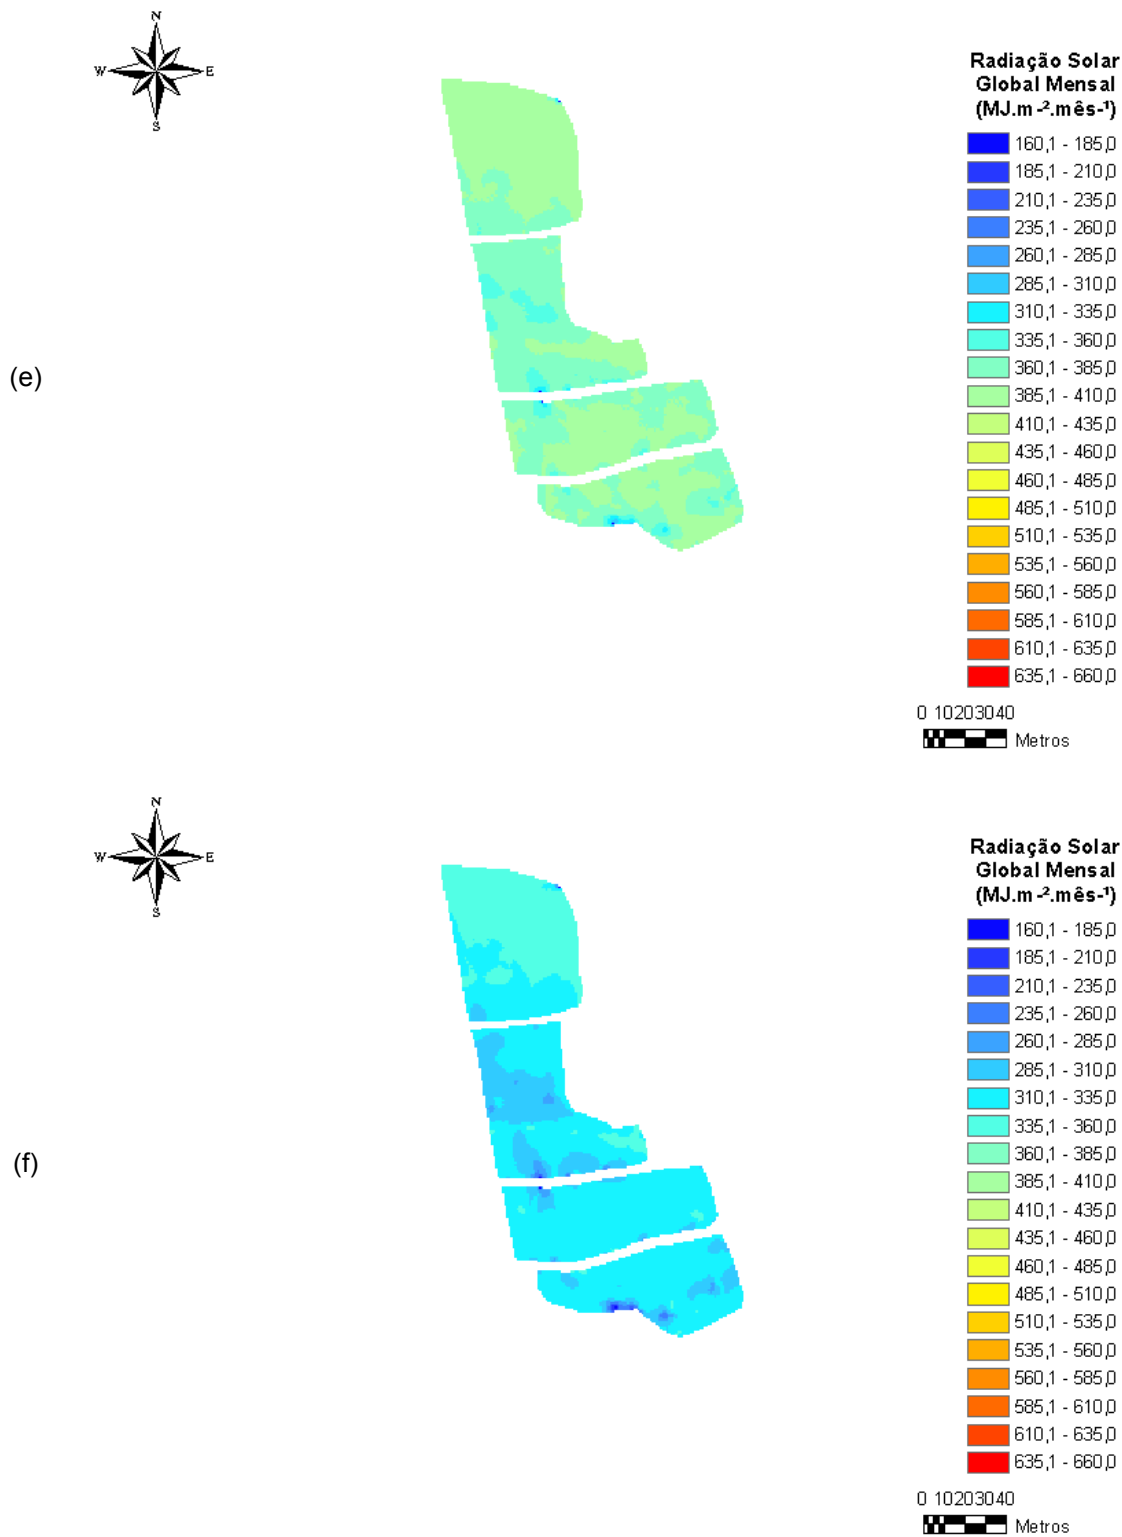 N
W E
S
Radiação Solar
Global Mensal
(MJ.m-².mês-¹)
160,1 - 185,0
185,1 - 210,0
210,1 - 235,0
235,1 - 260,0
260,1 - 285,0
285,1 - 310,0
310,1 - 335,0
335,1 - 360,0
360,1 - 385,0
385,1 - 410,0
410,1 - 435,0
435,1 - 460,0
460,1 - 485,0
485,1 - 510,0
510,1 - 535,0
535,1 - 560,0
560,1 - 585,0
585,1 - 610,0
610,1 - 635,0
635,1 - 660,0
(e)
0 10203040
Metros
N
W E
S
Radiação Solar
Global Mensal
(MJ.m-².mês-¹)
160,1 - 185,0
185,1 - 210,0
210,1 - 235,0
235,1 - 260,0
260,1 - 285,0
285,1 - 310,0
310,1 - 335,0
335,1 - 360,0
360,1 - 385,0
385,1 - 410,0
410,1 - 435,0
435,1 - 460,0
460,1 - 485,0
485,1 - 510,0
510,1 - 535,0
535,1 - 560,0
560,1 - 585,0
585,1 - 610,0
610,1 - 635,0
635,1 - 660,0
(f)
0 10203040
Metros